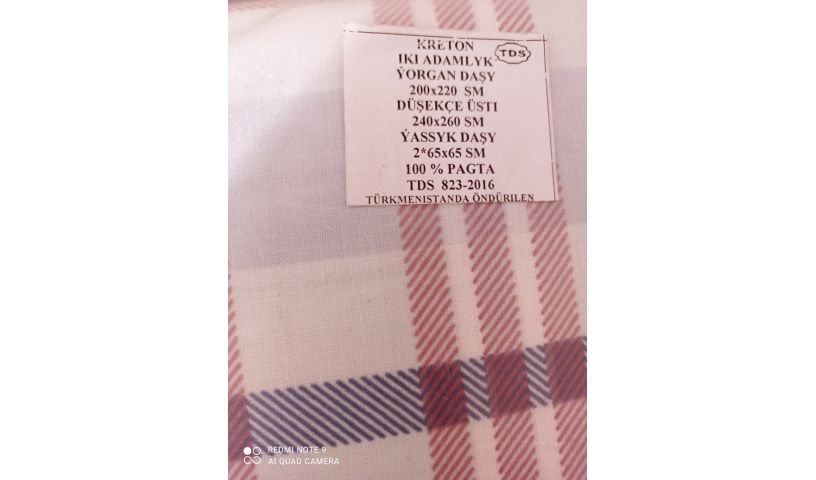 KRETON
TDS
IKI ADAMLYK
ÝORGAN DAŞY
200x220 SM
DÜŞEKÇE ÜSTI
240x260 SM
ÝASSYK DAŞY
2*65x65 SM
100 % PAGTA
TDS 823-2016
TÜRKMENISTANDA ÖNDÜRILEN
REDMI NOTE 9
AI QUAD CAMERA